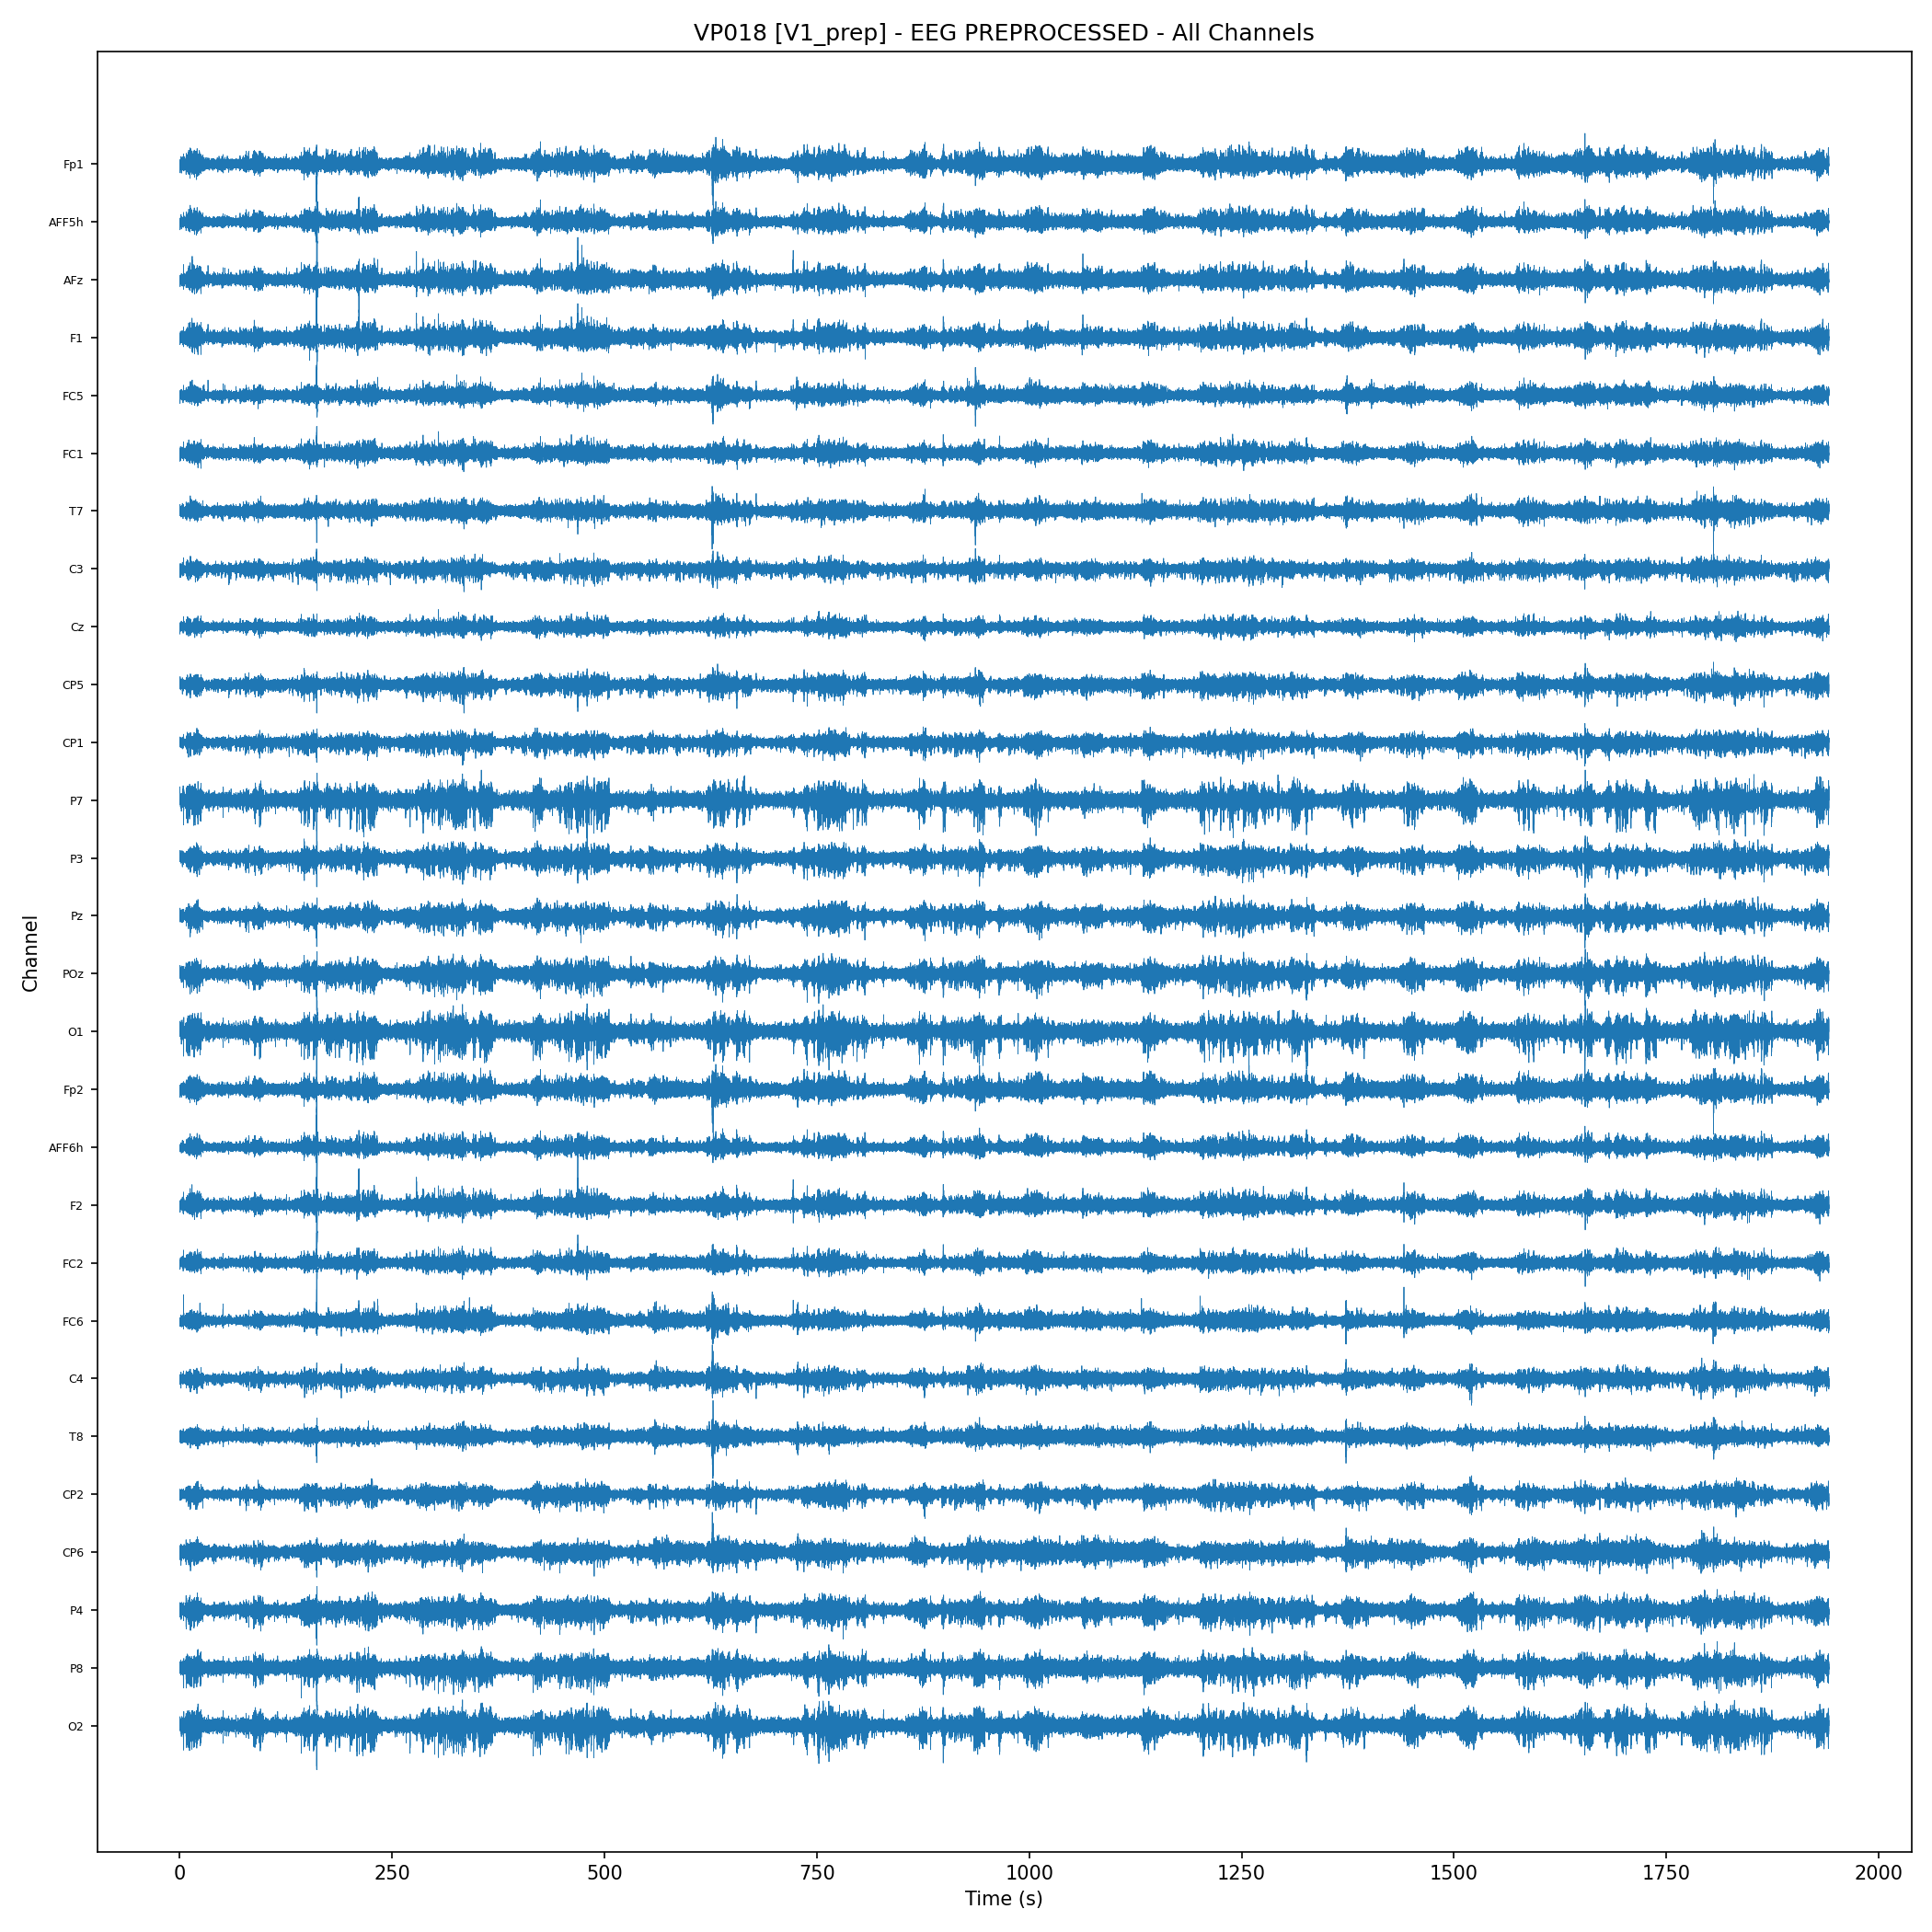 VP018 [V1_prep] - EEG PREPROCESSED - All Channels
Channel
Fp1
AFF5h
AFz
F1
FC5
FC1
T7
C3
Cz
CP5
CP1
P7
P3
Pz
POz
O1
Fp2
AFF6h
F2
FC2
FC6
C4
T8
CP2
CP6
P4
P8
O2
0 250 500 750 1000 1250 1500 1750 2000
Time (s)